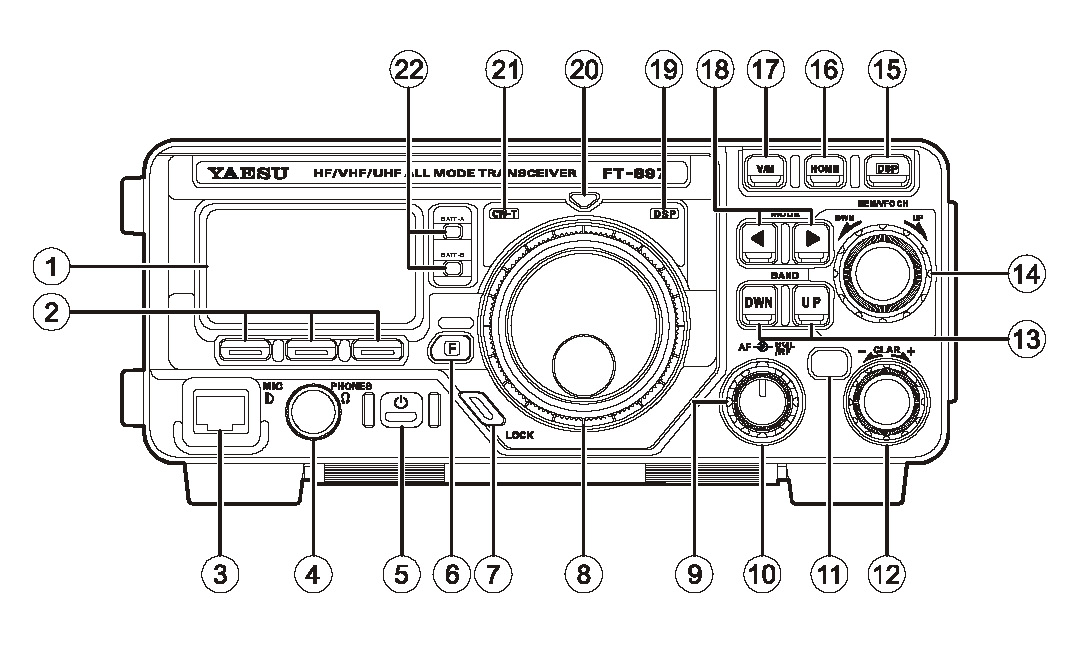 22 21 20 19 18 17 16 15
V/M HOME DSP
YAESU HF/VHF/UHF ALL MODE TRANSCEIVER FT-897
MODE MEM/VFO CH
BATT-A CW-T DSP DWN UP
BATT-B
1
14
BAND
2
DWN UP
13
F
AF SQL
/RF
- CLAR +
MIC PHONES
Ω
9
LOCK
3 4 5 6 7 8 9 10 11 12